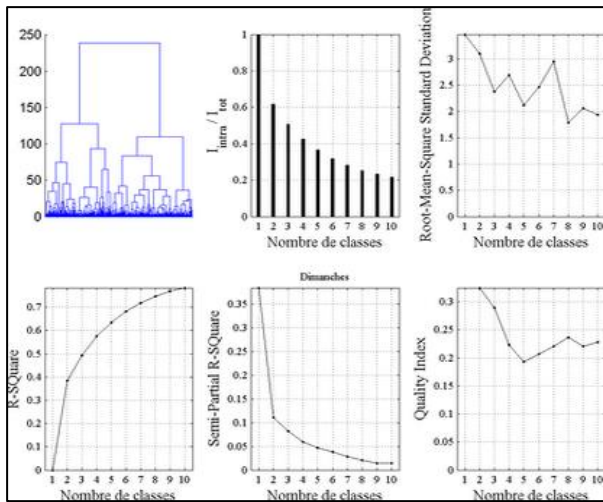 250
200
150
100
50
0
1
0.8
0.6
0.4
0.2
0
I_intra / I_tot
1 2 3 4 5 6 7 8 9 10
Nombre de classes
3.5
3
2.5
2
1.5
1
0.5
0
Root-Mean-Square Standard Deviation
1 2 3 4 5 6 7 8 9 10
Nombre de classes
0.7
0.6
0.5
0.4
0.3
0.2
0.1
0
R-SQuare
1 2 3 4 5 6 7 8 9 10
Nombre de classes
Dimanches
0.35
0.3
0.25
0.2
0.15
0.1
0.05
0
Semi-Partial R-SQuare
1 2 3 4 5 6 7 8 9 10
Nombre de classes
0.3
0.25
0.2
0.15
0.1
0.05
0
Quality Index
1 2 3 4 5 6 7 8 9 10
Nombre de classes